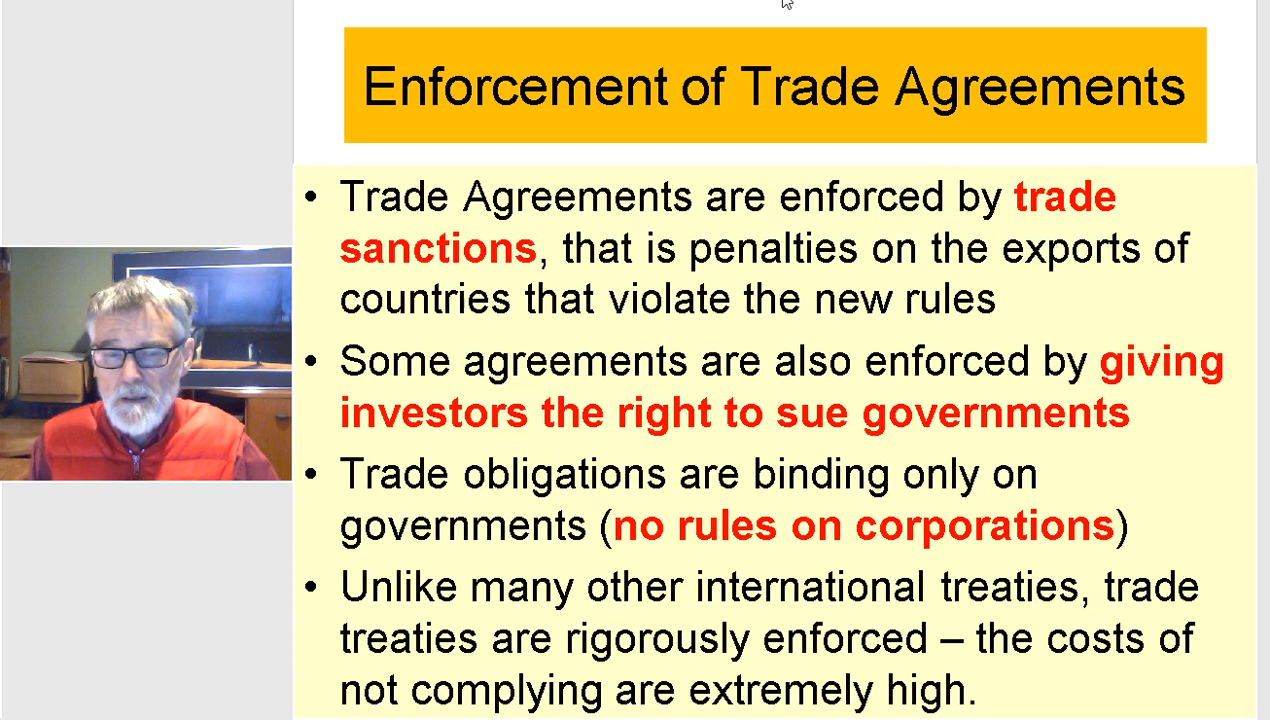 Enforcement of Trade Agreements
• Trade Agreements are enforced by trade
sanctions, that is penalties on the exports of
countries that violate the new rules
• Some agreements are also enforced by giving
investors the right to sue governments
• Trade obligations are binding only on
governments (no rules on corporations)
• Unlike many other international treaties, trade
treaties are rigorously enforced – the costs of
not complying are extremely high.